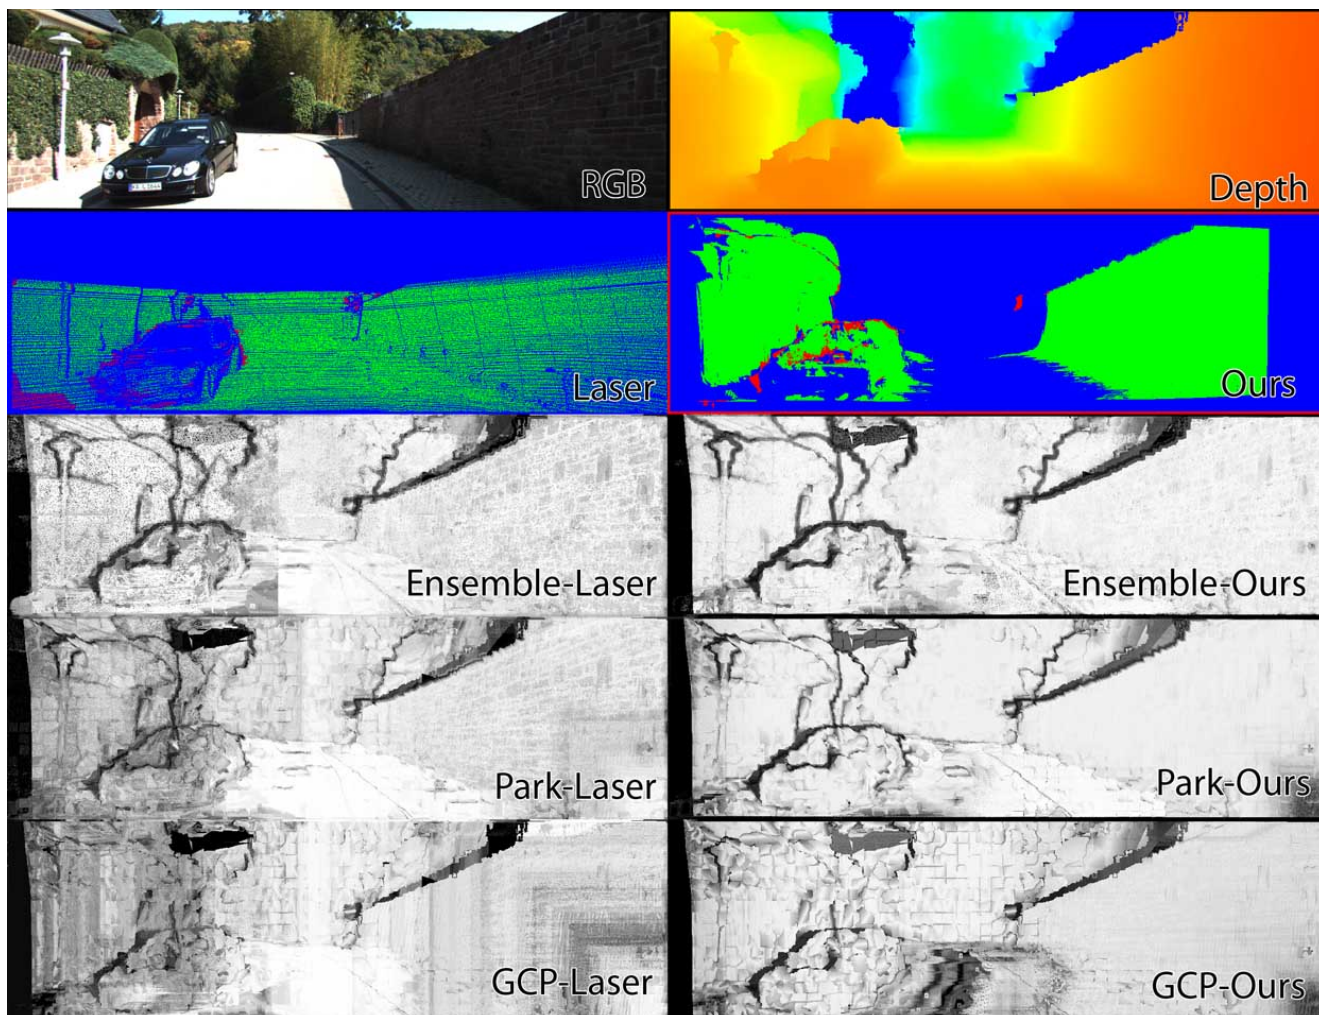 RGB
Depth
Laser
Ours
Ensemble-Laser
Ensemble-Ours
Park-Laser
Park-Ours
GCP-Laser
GCP-Ours